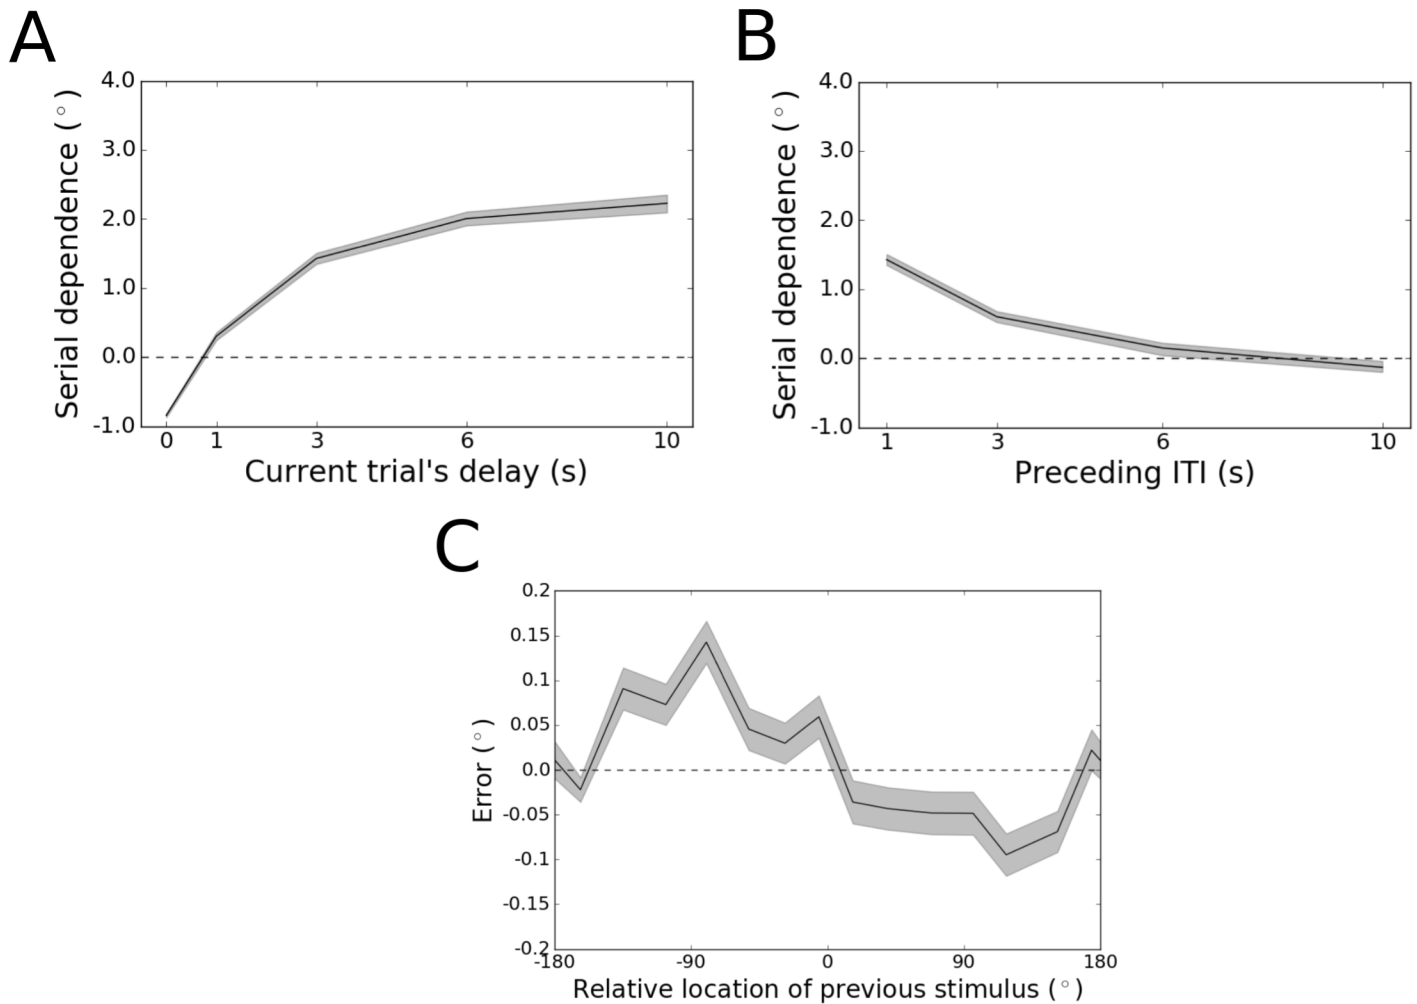 A
4.0
3.0
2.0
1.0
0.0
-1.0
Serial dependence (°)
0 1 3 6 10
Current trial's delay (s)
B
4.0
3.0
2.0
1.0
0.0
-1.0
Serial dependence (°)
1 3 6 10
Preceding ITI (s)
C
0.2
0.15
0.1
0.05
0.0
-0.05
-0.1
-0.15
-0.2
Error (°)
-180 -90 0 90 180
Relative location of previous stimulus (°)